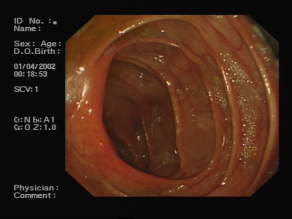 ID No.:
Name:
Sex: Age:
D.O.Birth:
01/04/2002
00:18:53
SCV:1
Physician:
Comment: